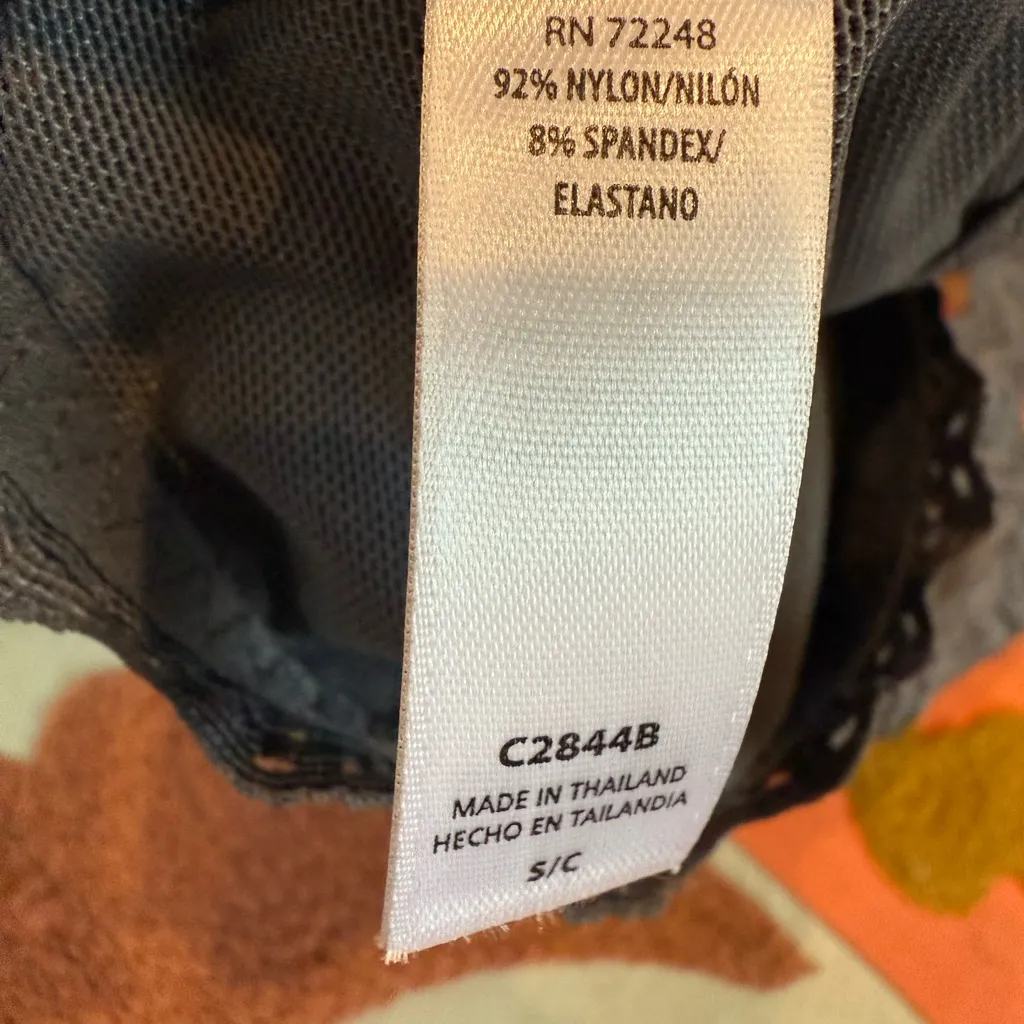 RN 72248
92% NYLON/NILÓN
8% SPANDEX/
ELASTANO
C2844B
MADE IN THAILAND
HECHO EN TAILANDIA
S/C